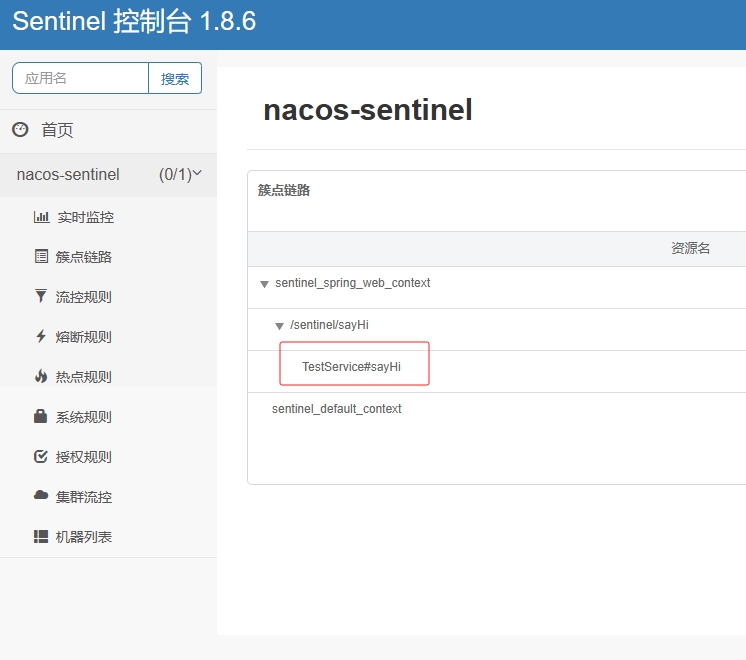 Sentinel 控制台 1.8.6
应用名 搜索
首页
nacos-sentinel (0/1)
实时监控
簇点链路
流控规则
熔断规则
热点规则
系统规则
授权规则
集群流控
机器列表
nacos-sentinel
簇点链路
资源名
sentinel_spring_web_context
/sentinel/sayHi
TestService#sayHi
sentinel_default_context